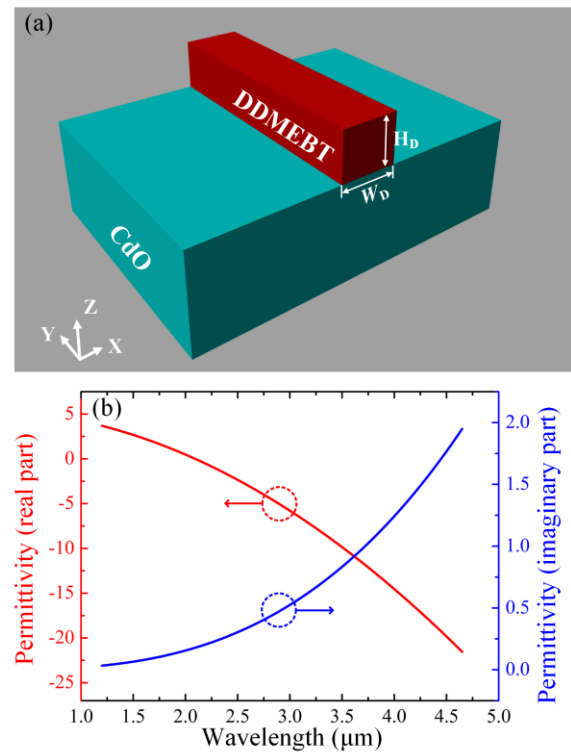 (a)
DDMEBT
H_D
W_D
CdO
Z
Y
X
(b)
Permittivity (real part)
5
0
-5
-10
-15
-20
-25
Permittivity (imaginary part)
2.0
1.5
1.0
0.5
0.0
1.0 1.5 2.0 2.5 3.0 3.5 4.0 4.5 5.0
Wavelength (μm)